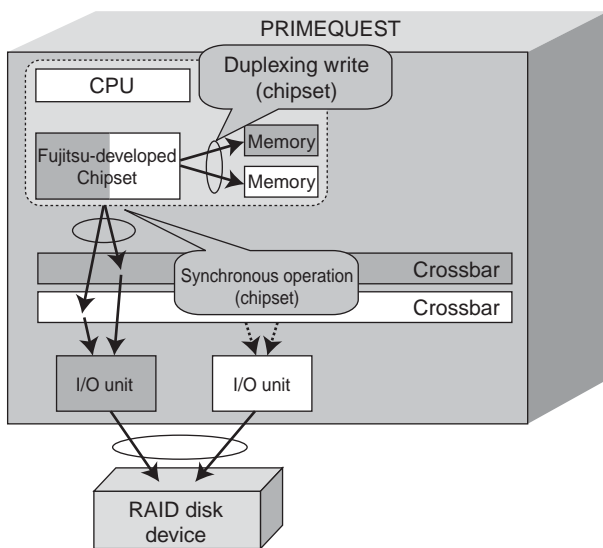 PRIMEQUEST
Duplexing write
(chipset)
CPU
Fujitsu-developed
Chipset
Memory
Memory
Synchronous operation
(chipset)
Crossbar
Crossbar
I/O unit
I/O unit
RAID disk
device